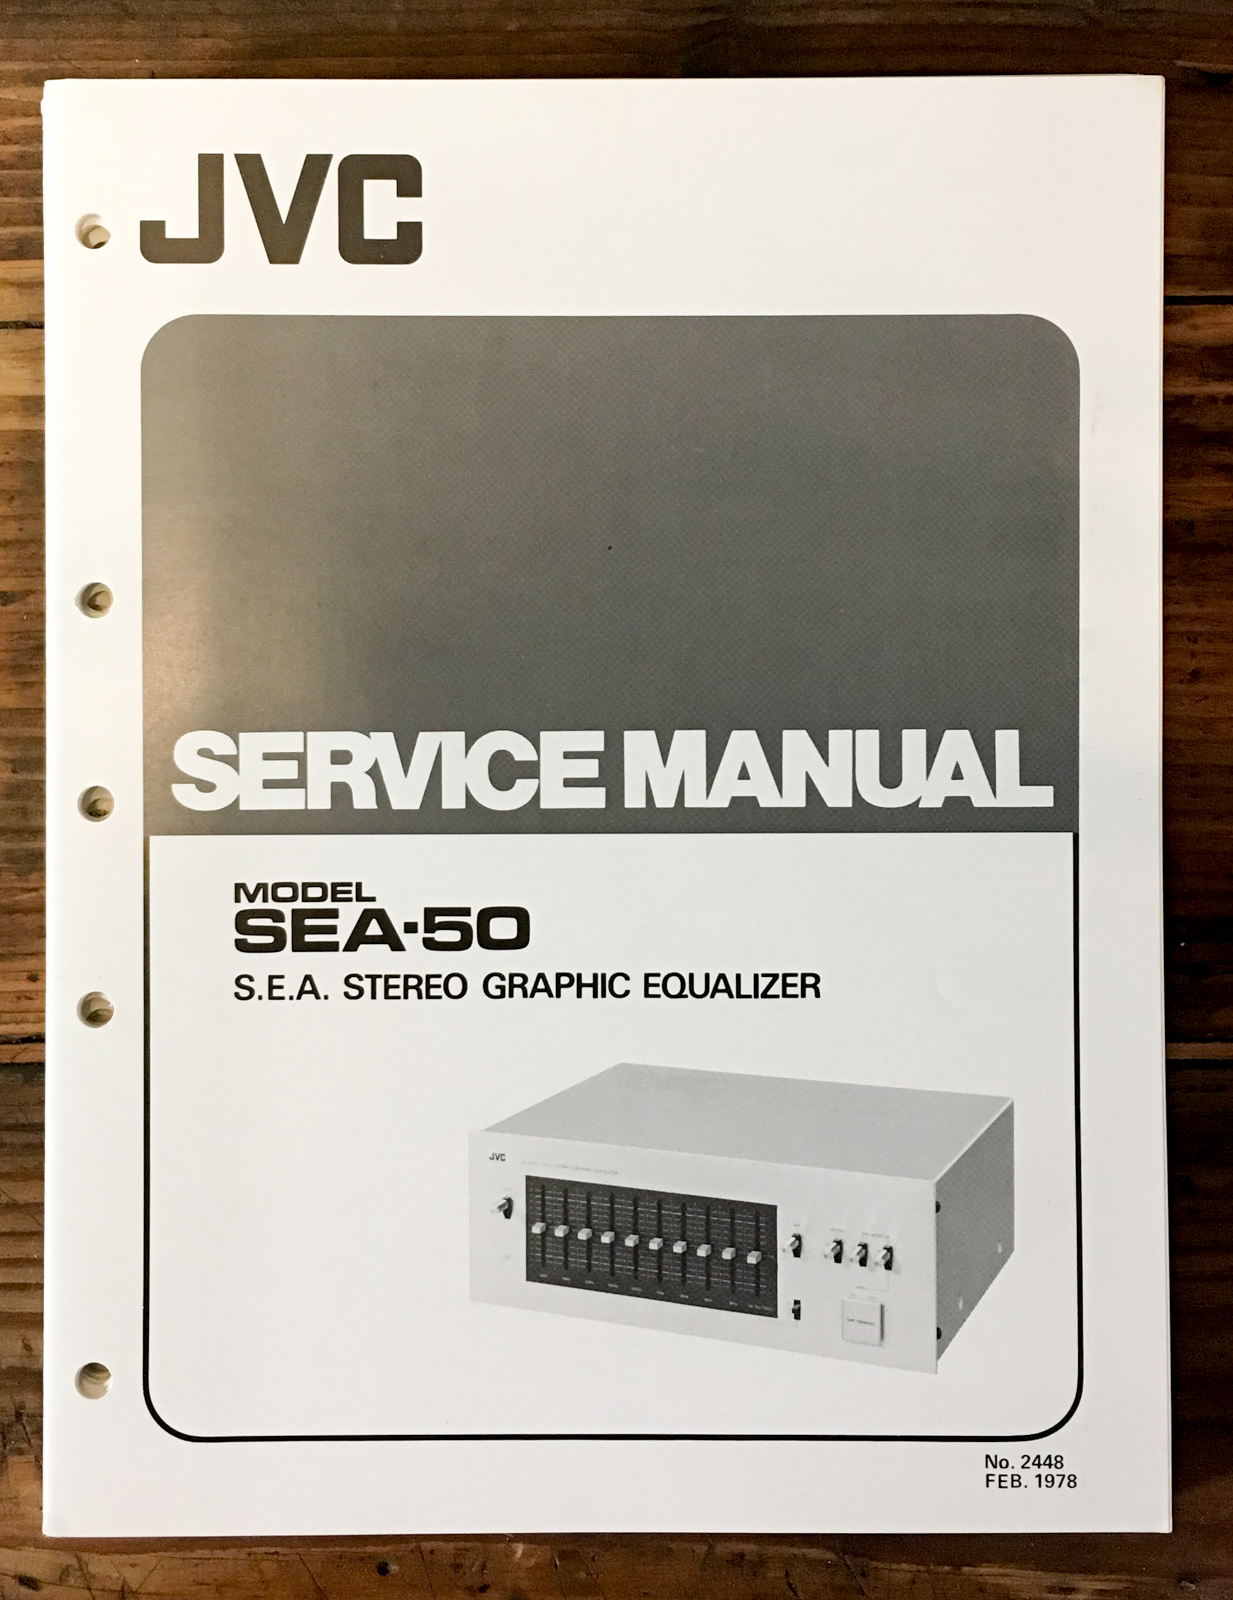 JVC
SERVICE MANUAL
MODEL
SEA-50
S.E.A. STEREO GRAPHIC EQUALIZER
JVC
No. 2448
FEB. 1978